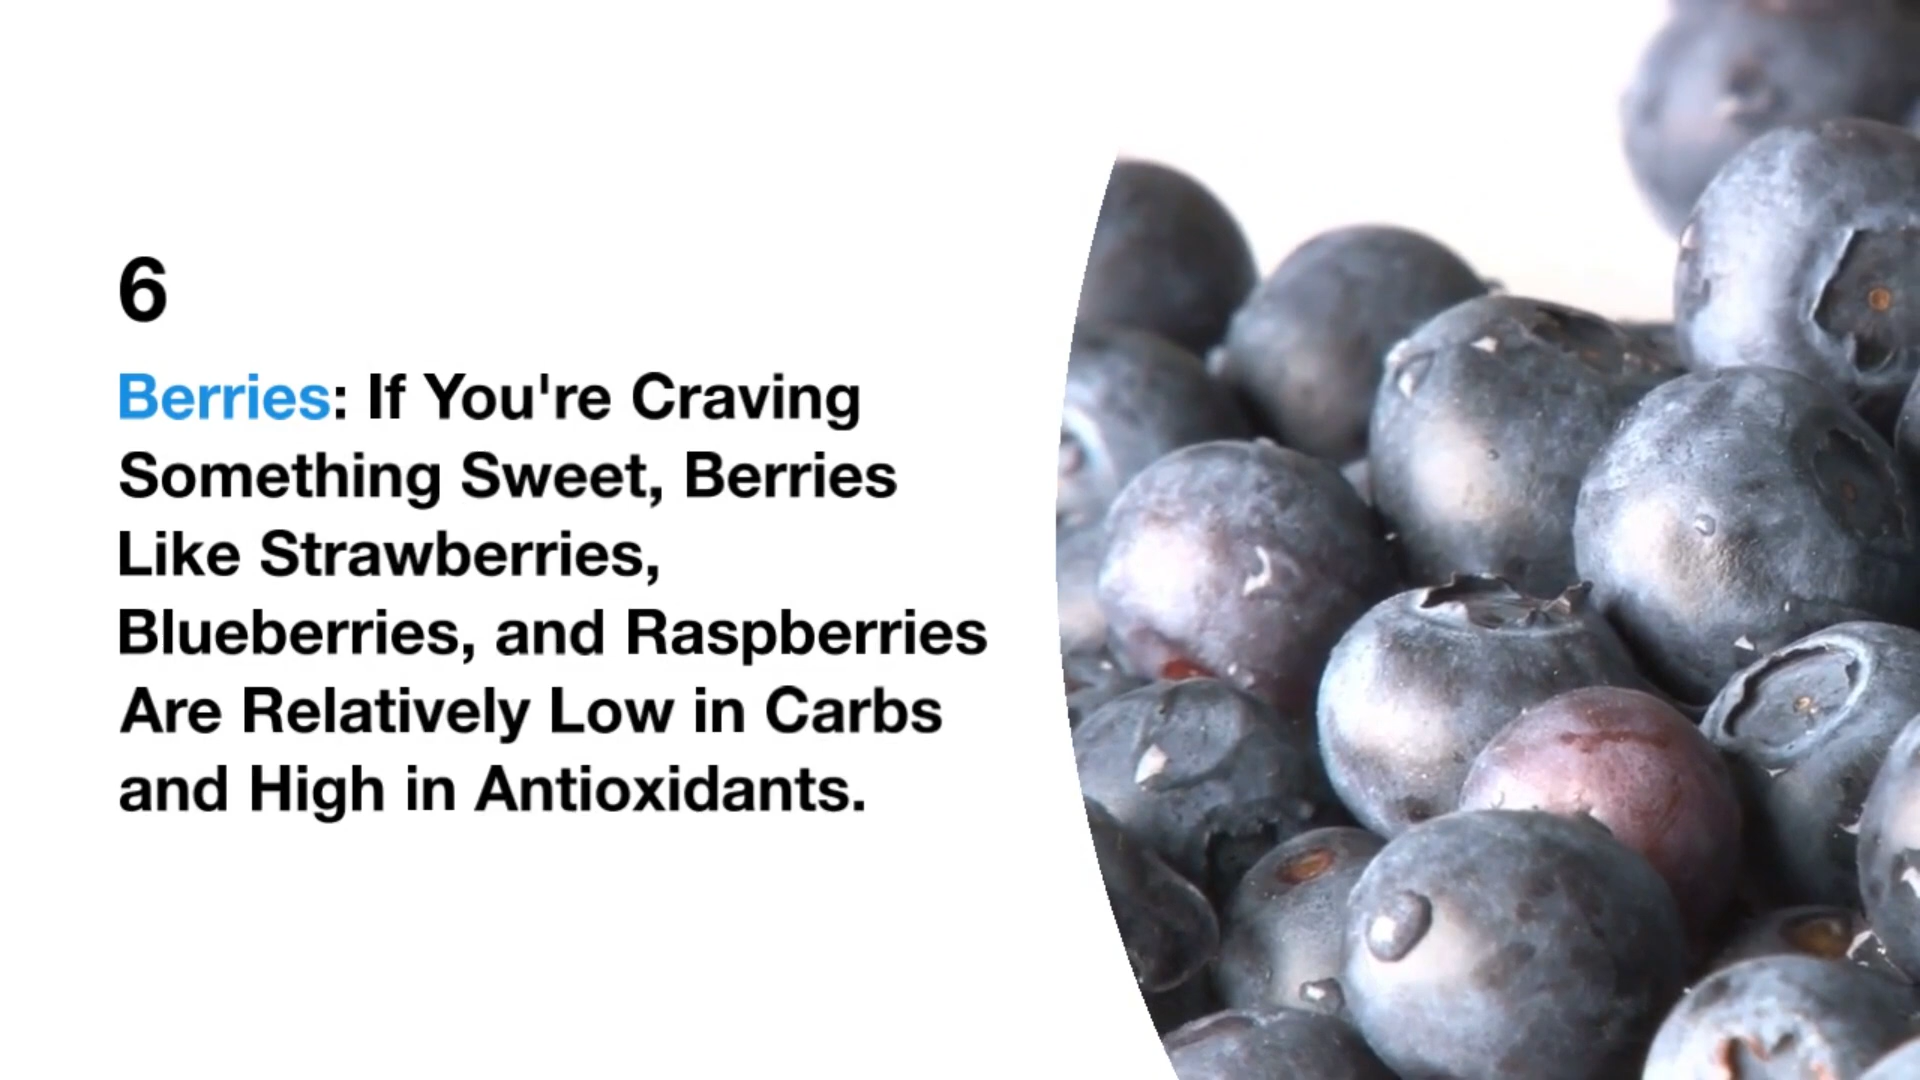 6
Berries: If You're Craving
Something Sweet, Berries
Like Strawberries,
Blueberries, and Raspberries
Are Relatively Low in Carbs
and High in Antioxidants.